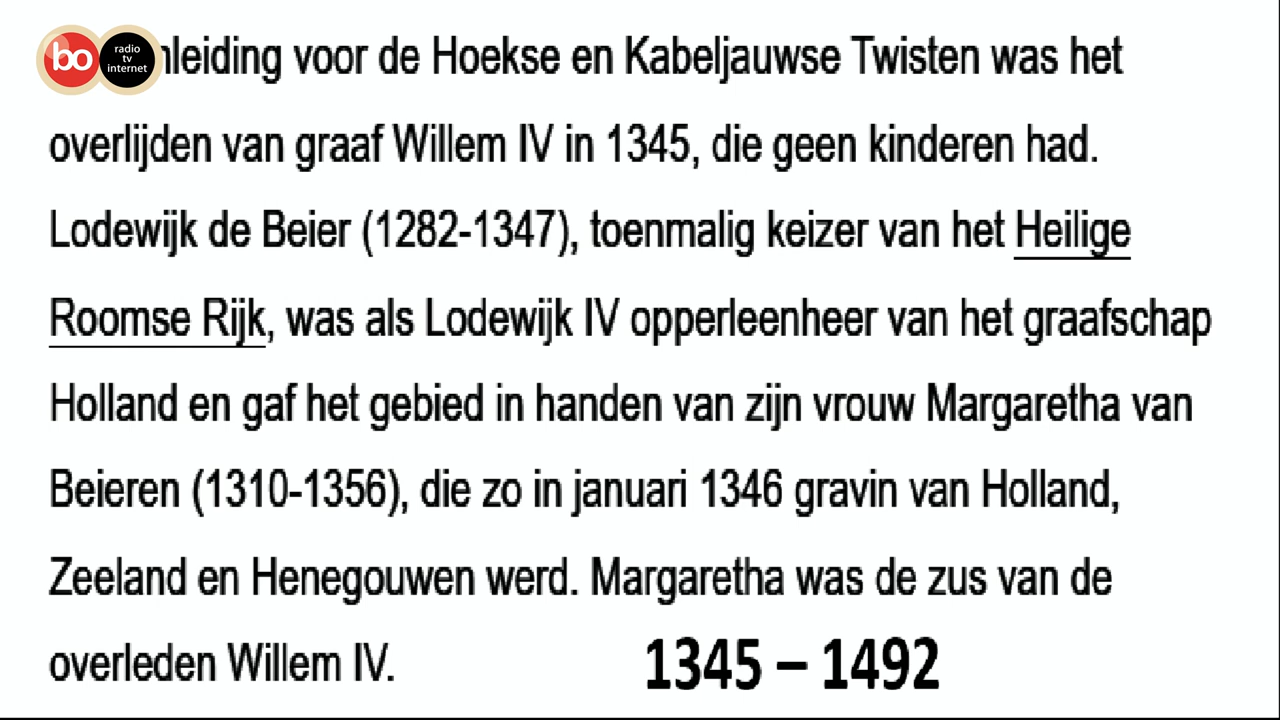 bo
radio
tv
internet
nleiding voor de Hoekse en Kabeljauwse Twisten was het
overlijden van graaf Willem IV in 1345, die geen kinderen had.
Lodewijk de Beier (1282-1347), toenmalig keizer van het Heilige
Roomse Rijk, was als Lodewijk IV opperleenheer van het graafschap
Holland en gaf het gebied in handen van zijn vrouw Margaretha van
Beieren (1310-1356), die zo in januari 1346 gravin van Holland,
Zeeland en Henegouwen werd. Margaretha was de zus van de
overleden Willem IV.
1345 – 1492